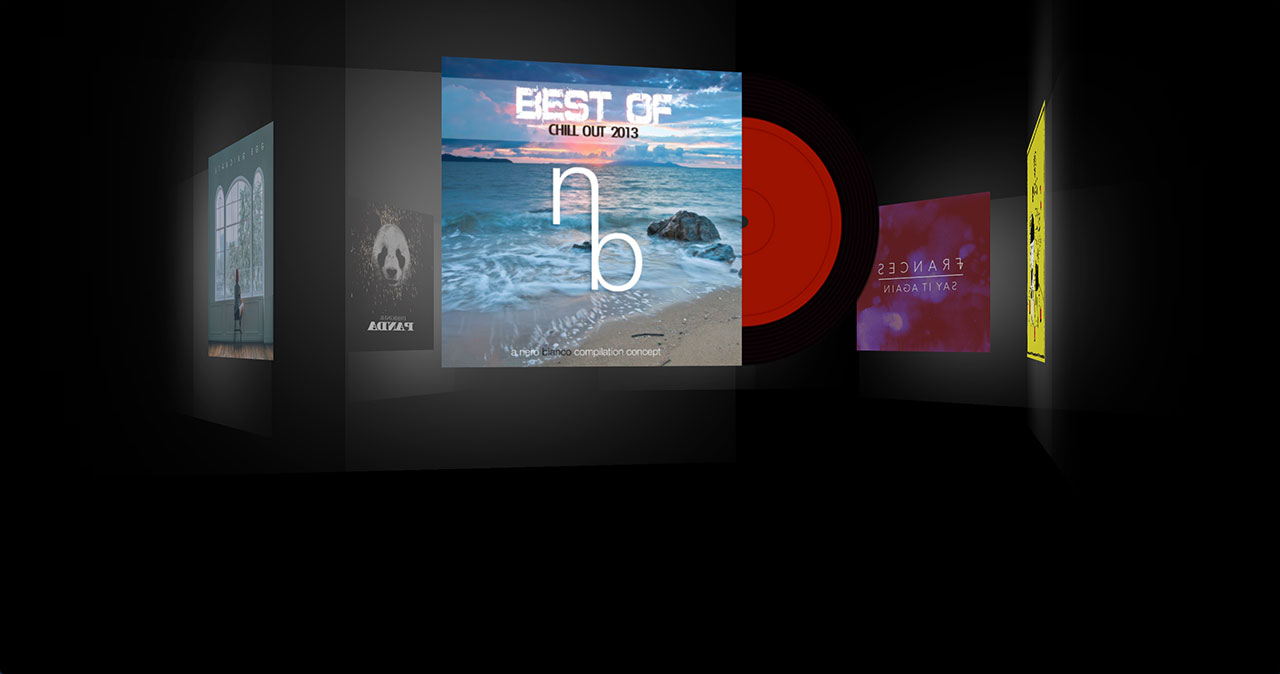 BEST OF
CHILL OUT 2013
nb
a nero bianco compilation concept
PANDA
FRANCES
SAY IT AGAIN